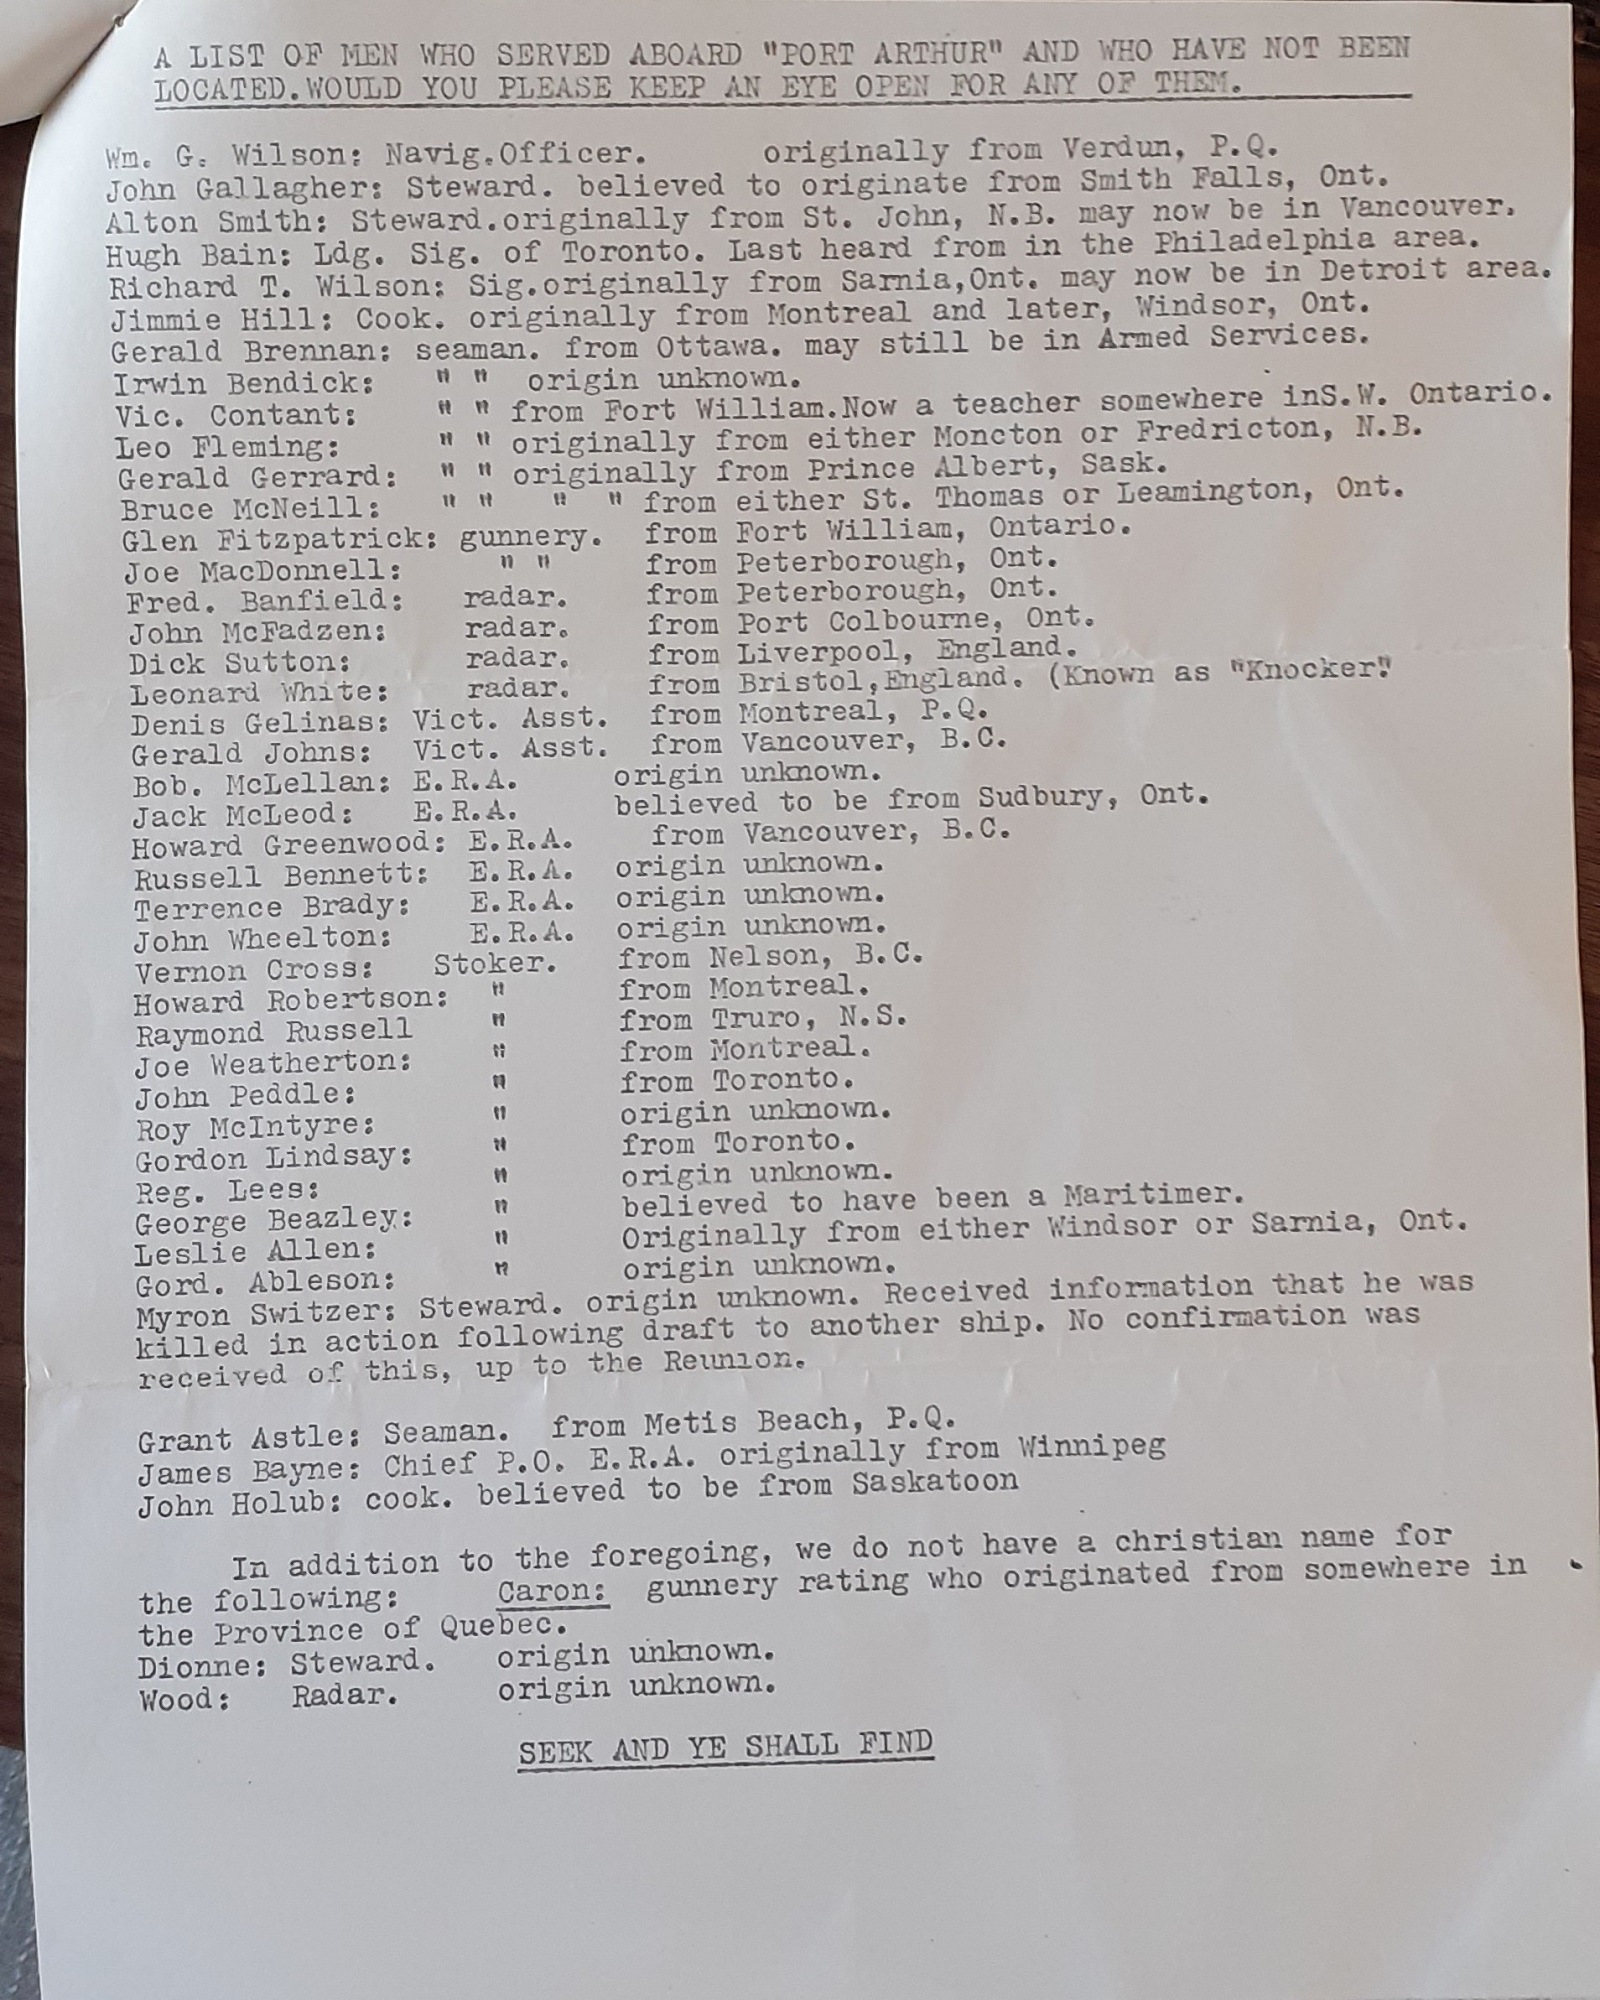 A LIST OF MEN WHO SERVED ABOARD "PORT ARTHUR" AND WHO HAVE NOT BEEN
LOCATED.WOULD YOU PLEASE KEEP AN EYE OPEN FOR ANY OF THEM.
Wm. G. Wilson: Navig.Officer. originally from Verdun, P.Q.
John Gallagher: Steward. believed to originate from Smith Falls, Ont.
Alton Smith: Steward.originally from St. John, N.B. may now be in Vancouver.
Hugh Bain: Ldg. Sig. of Toronto. Last heard from in the Philadelphia area.
Richard T. Wilson: Sig.originally from Sarnia,Ont. may now be in Detroit area.
Jimmie Hill: Cook. originally from Montreal and later, Windsor, Ont.
Gerald Brennan: seaman. from Ottawa. may still be in Armed Services.
Irwin Bendick: " " origin unknown.
Vic. Contant: " " from Fort William.Now a teacher somewhere inS.W. Ontario.
Leo Fleming: " " originally from either Moncton or Fredricton, N.B.
Gerald Gerrard: " " originally from Prince Albert, Sask.
Bruce McNeill: " " " " from either St. Thomas or Leamington, Ont.
Glen Fitzpatrick: gunnery. from Fort William, Ontario.
Joe MacDonnell: " " from Peterborough, Ont.
Fred. Banfield: radar. from Peterborough, Ont.
John McFadzen: radar. from Port Colbourne, Ont.
Dick Sutton: radar. from Liverpool, England.
Leonard White: radar. from Bristol,England. (Known as "Knocker"
Denis Gelinas: Vict. Asst. from Montreal, P.Q.
Gerald Johns: Vict. Asst. from Vancouver, B.C.
Bob. McLellan: E.R.A. origin unknown.
Jack McLeod: E.R.A. believed to be from Sudbury, Ont.
Howard Greenwood: E.R.A. from Vancouver, B.C.
Russell Bennett: E.R.A. origin unknown.
Terrence Brady: E.R.A. origin unknown.
John Wheelton: E.R.A. origin unknown.
Vernon Cross: Stoker. from Nelson, B.C.
Howard Robertson: " from Montreal.
Raymond Russell " from Truro, N.S.
Joe Weatherton: " from Montreal.
John Peddle: " from Toronto.
Roy McIntyre: " origin unknown.
Gordon Lindsay: " from Toronto.
Reg. Lees: " origin unknown.
George Beazley: " believed to have been a Maritimer.
Leslie Allen: " Originally from either Windsor or Sarnia, Ont.
Gord. Ableson: " origin unknown.
Myron Switzer: Steward. origin unknown. Received information that he was
killed in action following draft to another ship. No confirmation was
received of this, up to the Reunion.
Grant Astle: Seaman. from Metis Beach, P.Q.
James Bayne: Chief P.O. E.R.A. originally from Winnipeg
John Holub: cook. believed to be from Saskatoon
In addition to the foregoing, we do not have a christian name for
the following: Caron: gunnery rating who originated from somewhere in
the Province of Quebec.
Dionne: Steward. origin unknown.
Wood: Radar. origin unknown.
SEEK AND YE SHALL FIND